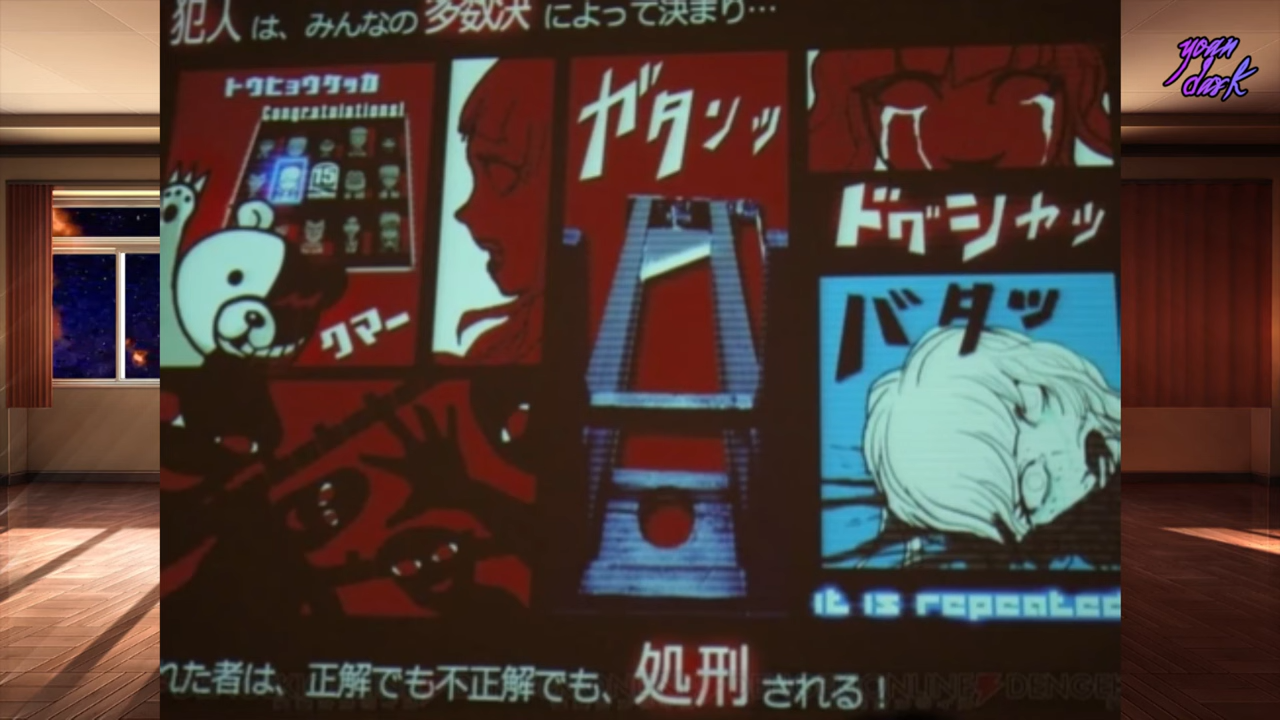 犯人は、みんなの多数決によって決まり…
yoan
dark
トウヒョウケッカ
Congratulations!
15
クマー
ガタンッ
ドグシャッ
バタッ
it is repeated
れた者は、正解でも不正解でも、処刑される！